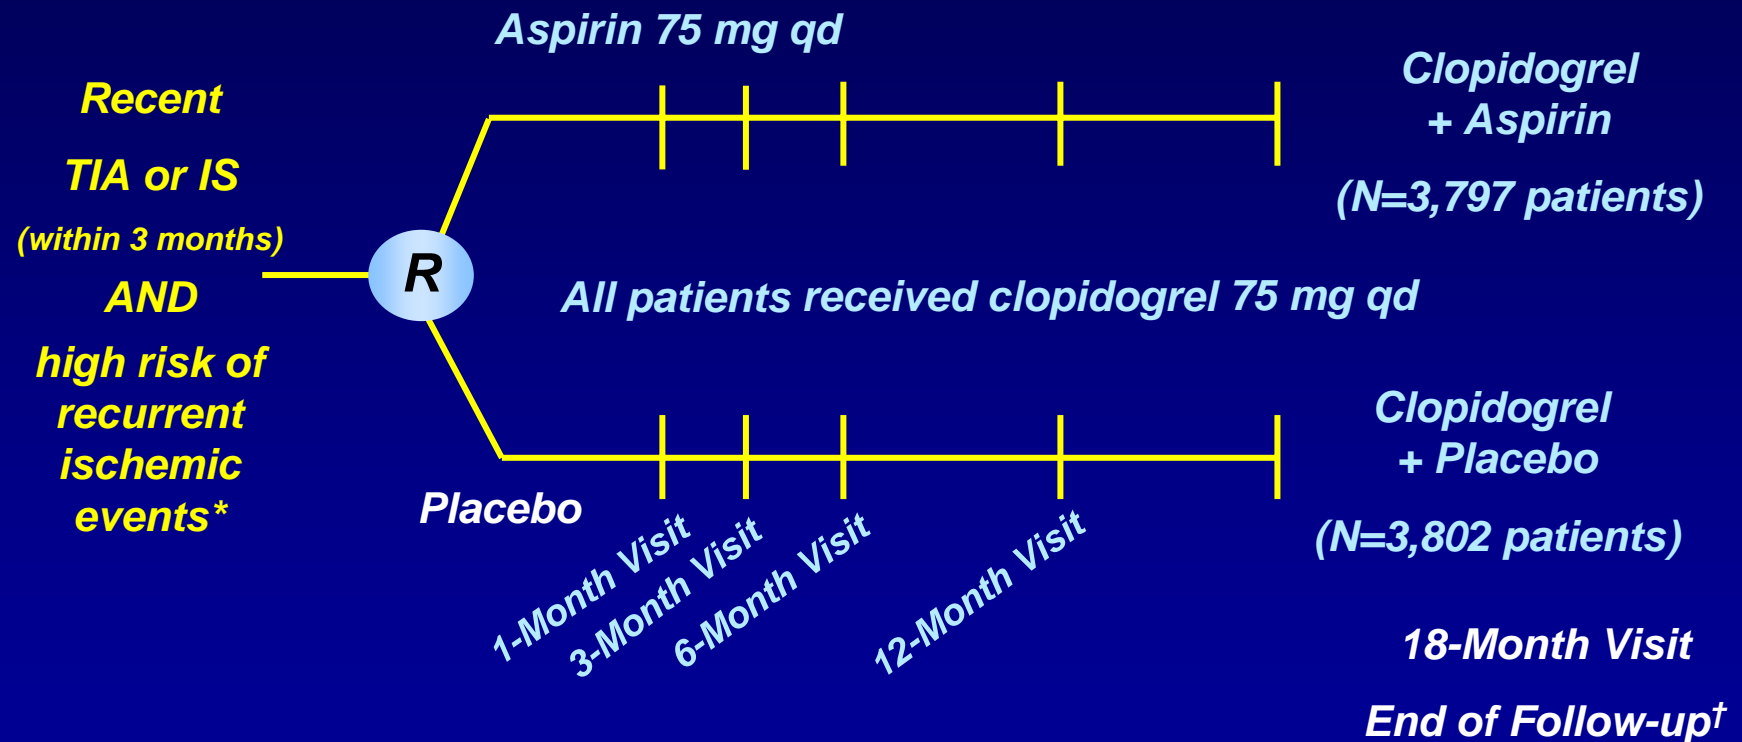 Aspirin 75 mg qd
Recent
TIA or IS
(within 3 months)
AND
high risk of
recurrent
ischemic
events*
R
All patients received clopidogrel 75 mg qd
Clopidogrel
+ Aspirin
(N=3,797 patients)
Placebo
Clopidogrel
+ Placebo
(N=3,802 patients)
1-Month Visit
3-Month Visit
6-Month Visit
12-Month Visit
18-Month Visit
End of Follow-up†